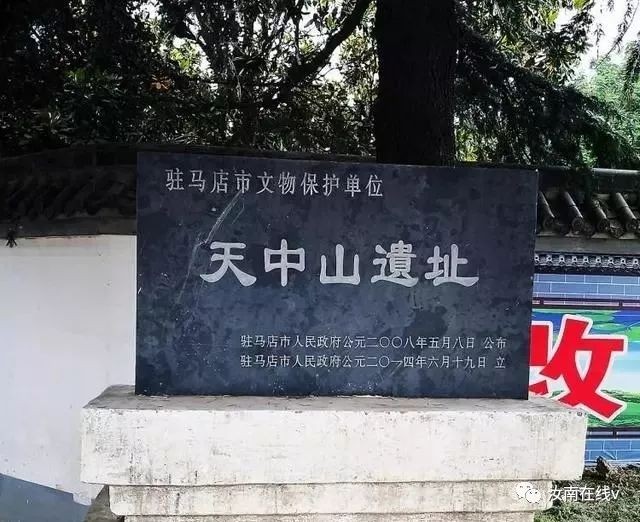 驻马店市文物保护单位
天中山遺址
驻马店市人民政府公元二〇〇八年五月八日 公布
驻马店市人民政府公元二〇一四年六月十九日 立
改
汝南在线v